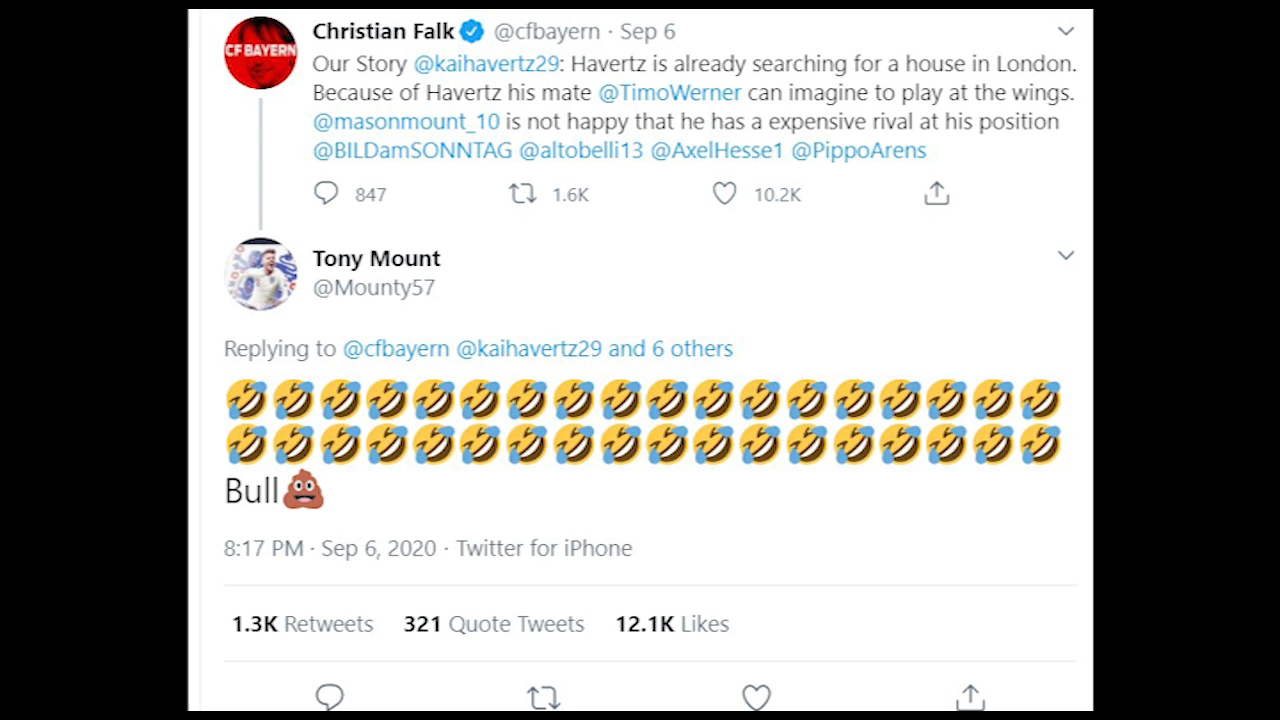 CF BAYERN
Christian Falk @cfbayern · Sep 6
Our Story @kaihavertz29: Havertz is already searching for a house in London.
Because of Havertz his mate @TimoWerner can imagine to play at the wings.
@masonmount_10 is not happy that he has a expensive rival at his position
@BILDamSONNTAG @altobelli13 @AxelHesse1 @PippoArens
847 1.6K 10.2K
Tony Mount
@Mounty57
Replying to @cfbayern @kaihavertz29 and 6 others
🤣🤣🤣🤣🤣🤣🤣🤣🤣🤣🤣🤣🤣🤣🤣🤣🤣🤣
🤣🤣🤣🤣🤣🤣🤣🤣🤣🤣🤣🤣🤣🤣🤣🤣🤣🤣
Bull💩
8:17 PM · Sep 6, 2020 · Twitter for iPhone
1.3K Retweets 321 Quote Tweets 12.1K Likes